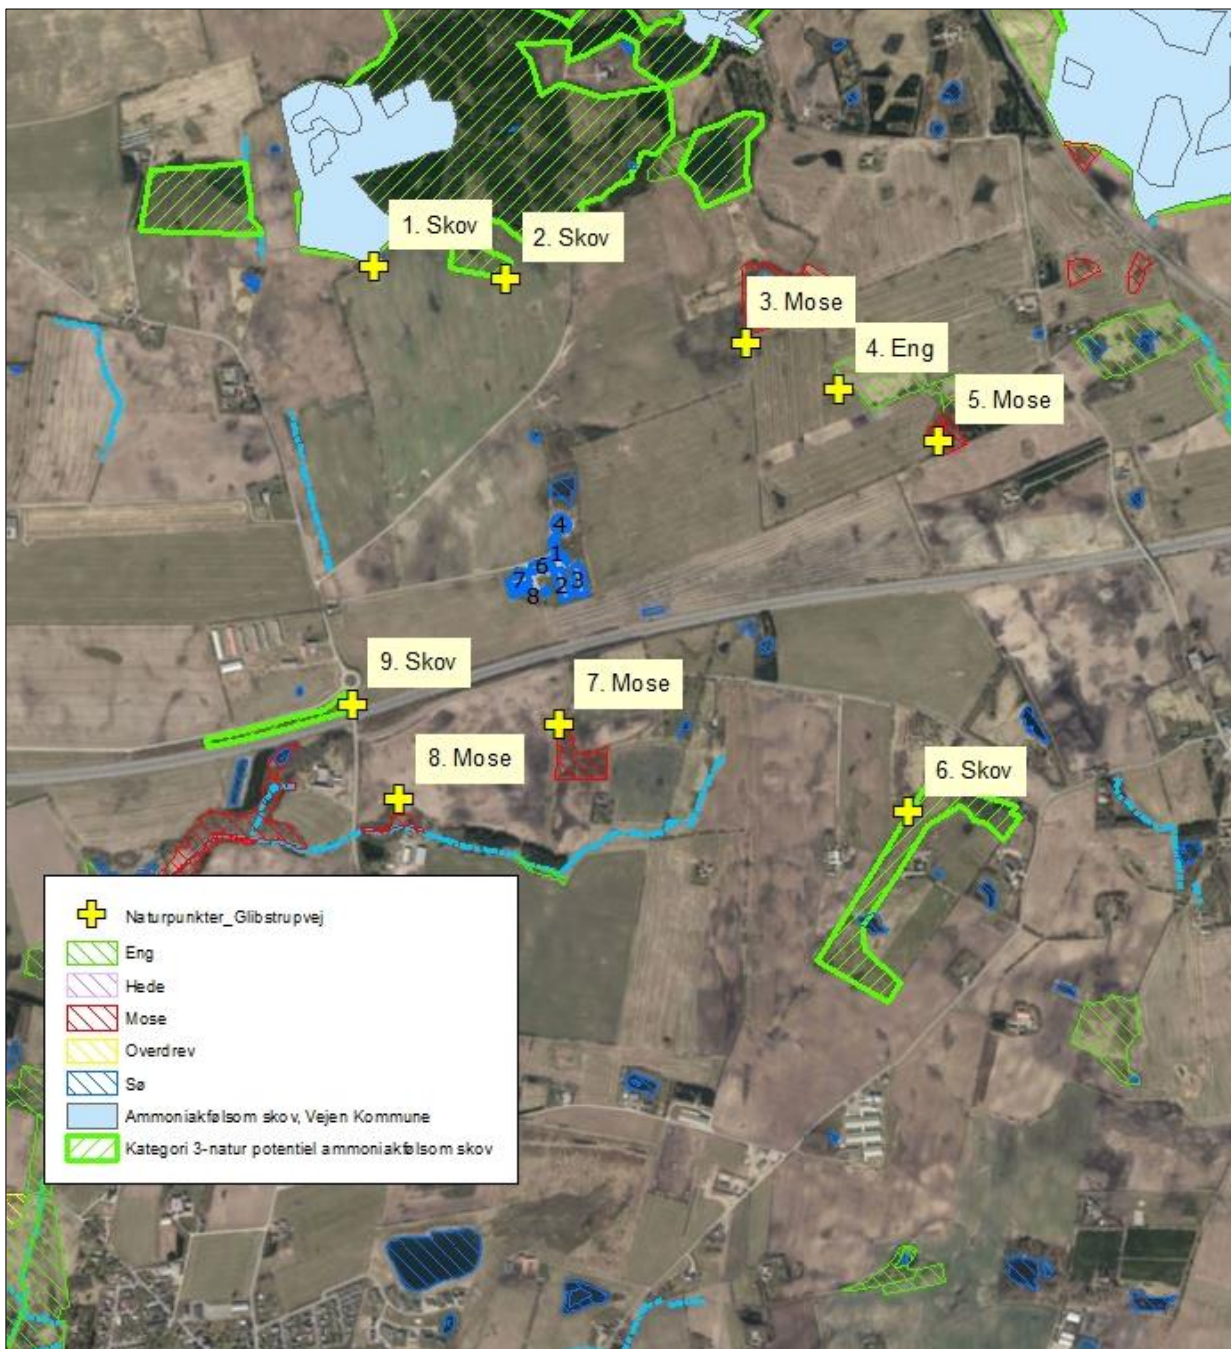 1. Skov
2. Skov
3. Mose
4. Eng
5. Mose
4
1
6
7
2
3
8
9. Skov
7. Mose
8. Mose
6. Skov
Naturpunkter_Glibstrupvej
Eng
Hede
Mose
Overdrev
Sø
Ammoniakfølsom skov, Vejen Kommune
Kategori 3-natur potentiel ammoniakfølsom skov